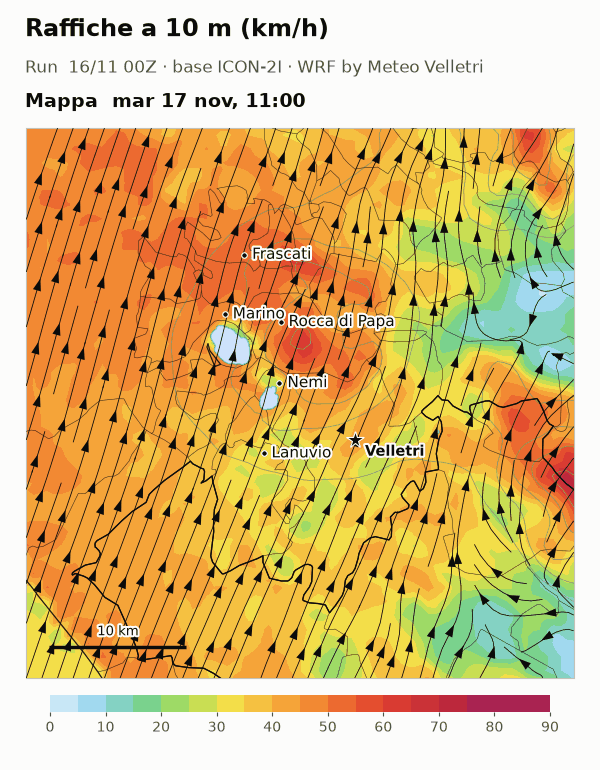 Raffiche a 10 m (km/h)
Run 16/11 00Z · base ICON-2I · WRF by Meteo Velletri
Mappa mar 17 nov, 11:00
Frascati
Marino
Rocca di Papa
Nemi
Velletri
Lanuvio
10 km
0 10 20 30 40 50 60 70 80 90